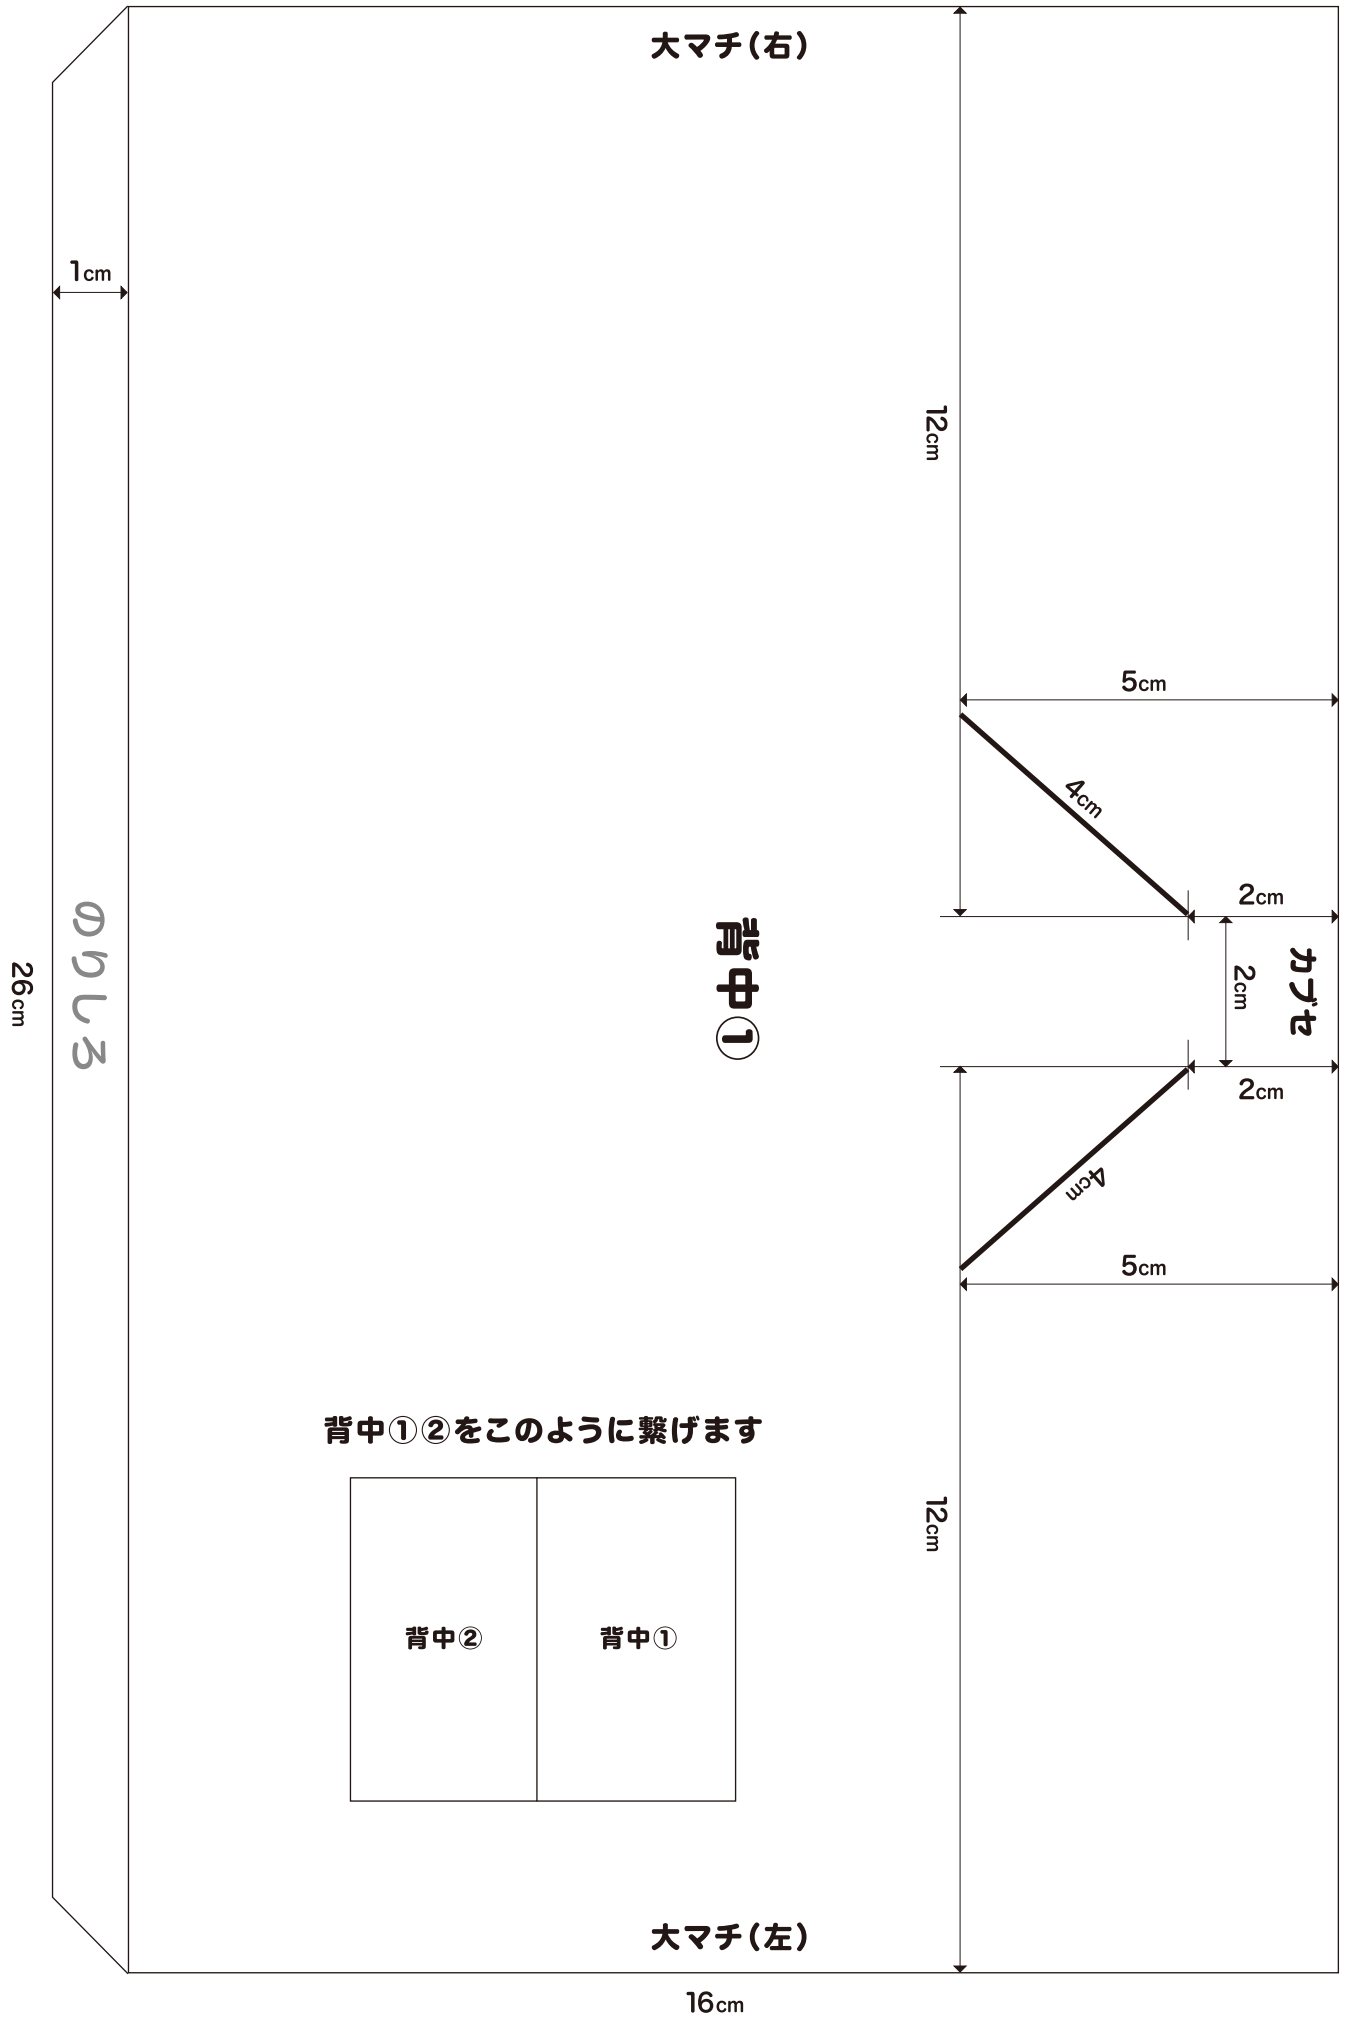 大マチ（右）
1cm
12cm
5cm
4cm
2cm
カブセ
2cm
背中①
のりしろ
26cm
2cm
4cm
5cm
背中①②をこのように繋げます
12cm
背中②
背中①
大マチ（左）
16cm